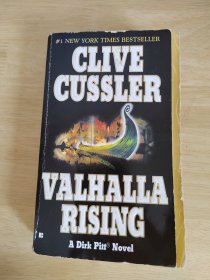 #1 NEW YORK TIMES BESTSELLER
CLIVE
CUSSLER
VALHALLA
RISING
A Dirk Pitt® Novel